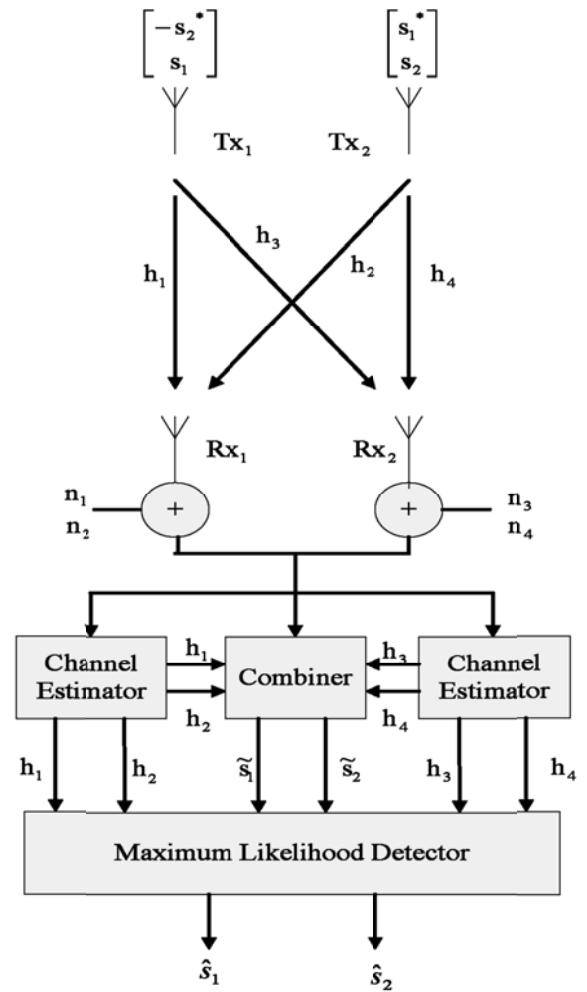 −s₂* s₁*
s₁ s₂
Tx₁ Tx₂
h₃
h₁ h₂ h₄
Rx₁ Rx₂
n₁ + + n₃
n₂ n₄
Channel Estimator h₁ h₂ Combiner h₃ h₄ Channel Estimator
h₁ h₂ s̃₁ s̃₂ h₃ h₄
Maximum Likelihood Detector
ŝ₁ ŝ₂